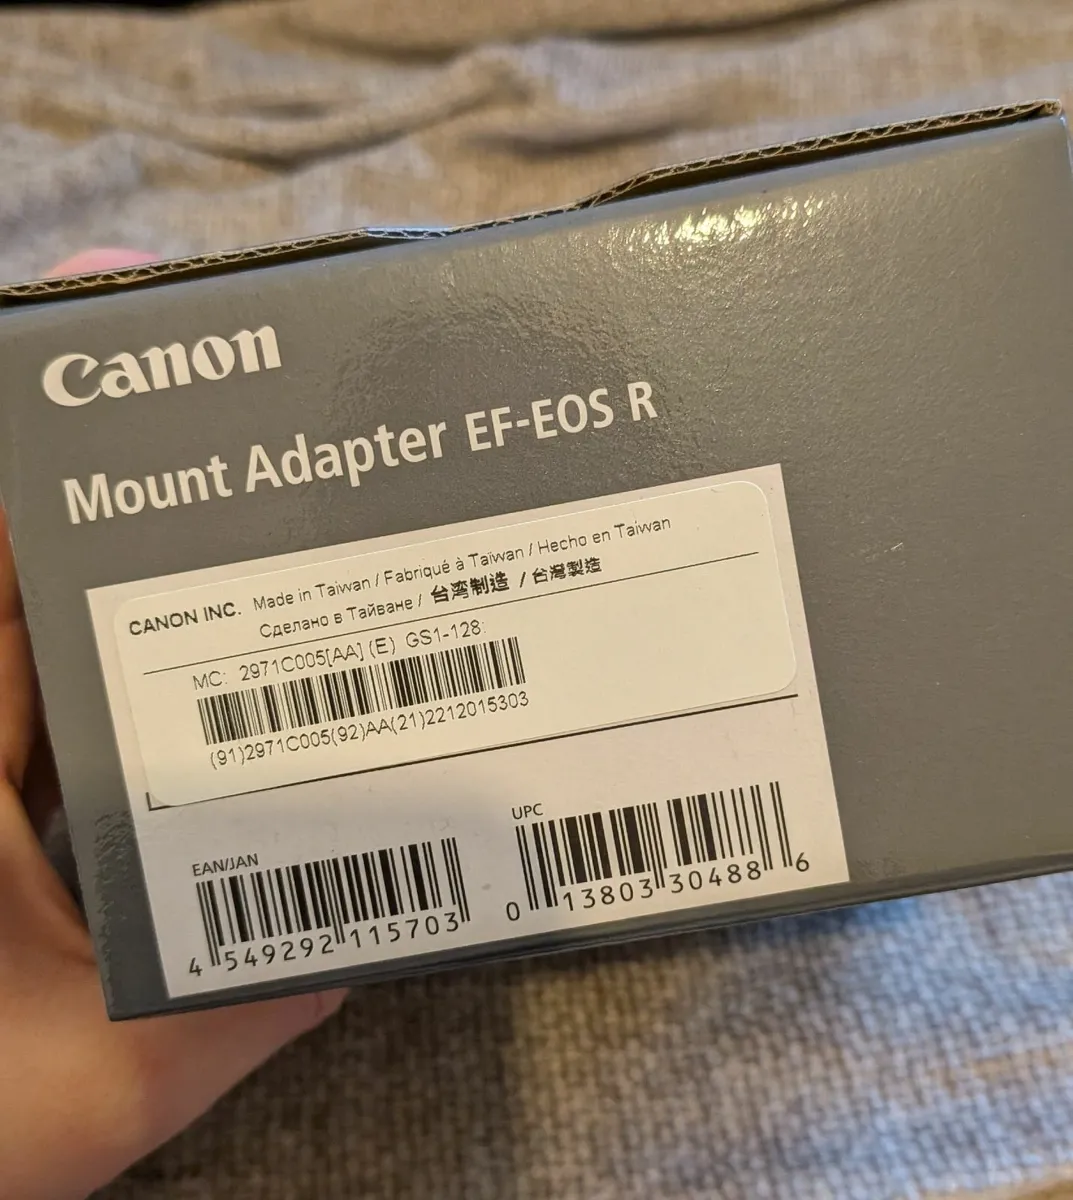 Canon
Mount Adapter EF-EOS R
CANON INC. Made in Taiwan / Fabriqué à Taïwan / Hecho en Taiwan
Сделано в Тайване / 台湾制造 / 台灣製造
MC: 2971C005[AA] (E) GS1-128:
(91)2971C005(92)AA(21)2212015303
EAN/JAN
4 549292 115703
UPC
0 13803 30488 6